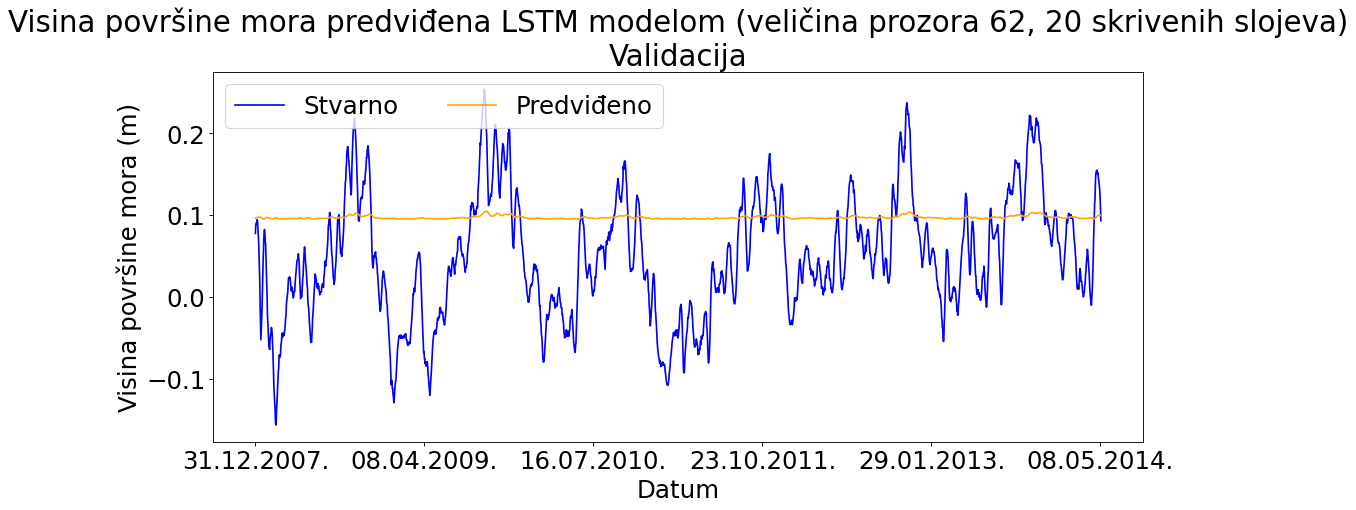 Visina površine mora predviđena LSTM modelom (veličina prozora 62, 20 skrivenih slojeva)
Validacija
Stvarno Predviđeno
Visina površine mora (m)
0.2
0.1
0.0
−0.1
31.12.2007. 08.04.2009. 16.07.2010. 23.10.2011. 29.01.2013. 08.05.2014.
Datum